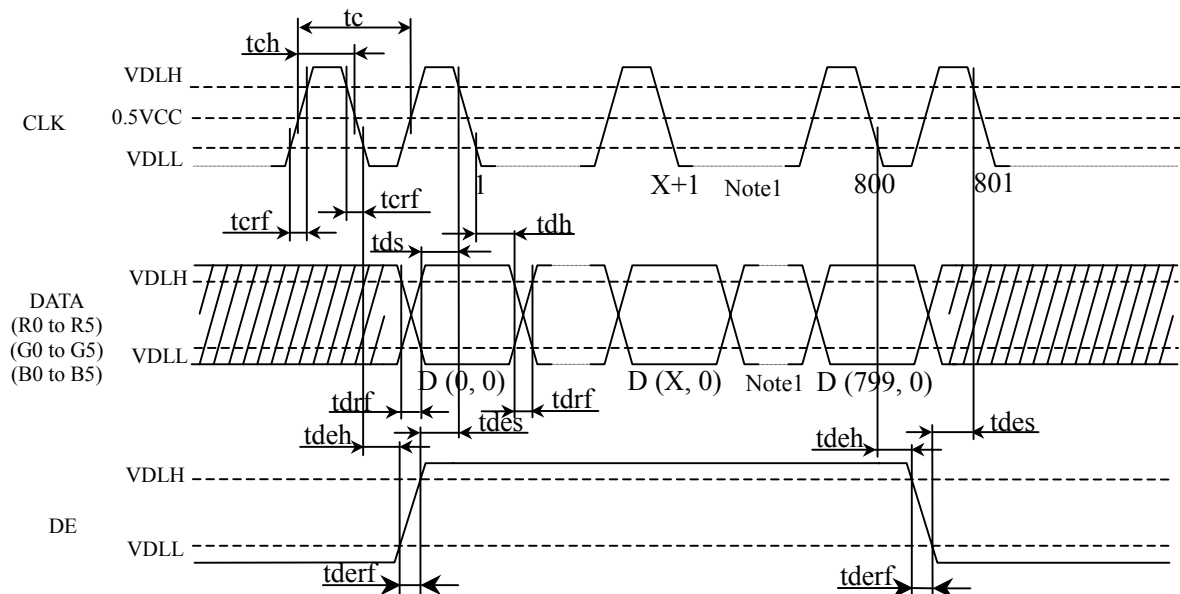 tc
tch
VDLH
CLK
0.5VCC
VDLL
1
X+1
Note1
800
801
tcrf
tcrf
tds
tdh
VDLH
DATA
(R0 to R5)
(G0 to G5)
(B0 to B5)
VDLL
D (0, 0)
D (X, 0)
Note1
D (799, 0)
tdrf
tdrf
tdeh
tdes
tdeh
tdes
VDLH
DE
VDLL
tderf
tderf